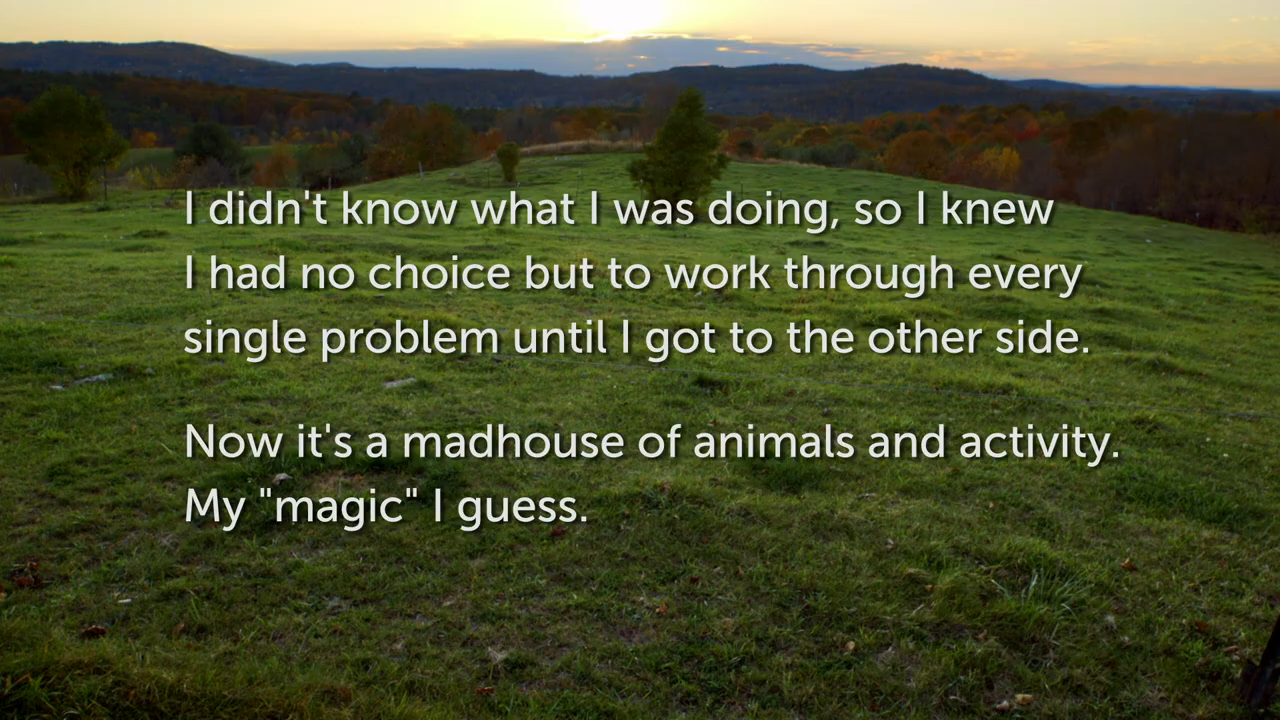 I didn't know what I was doing, so I knew
I had no choice but to work through every
single problem until I got to the other side.
Now it's a madhouse of animals and activity.
My "magic" I guess.